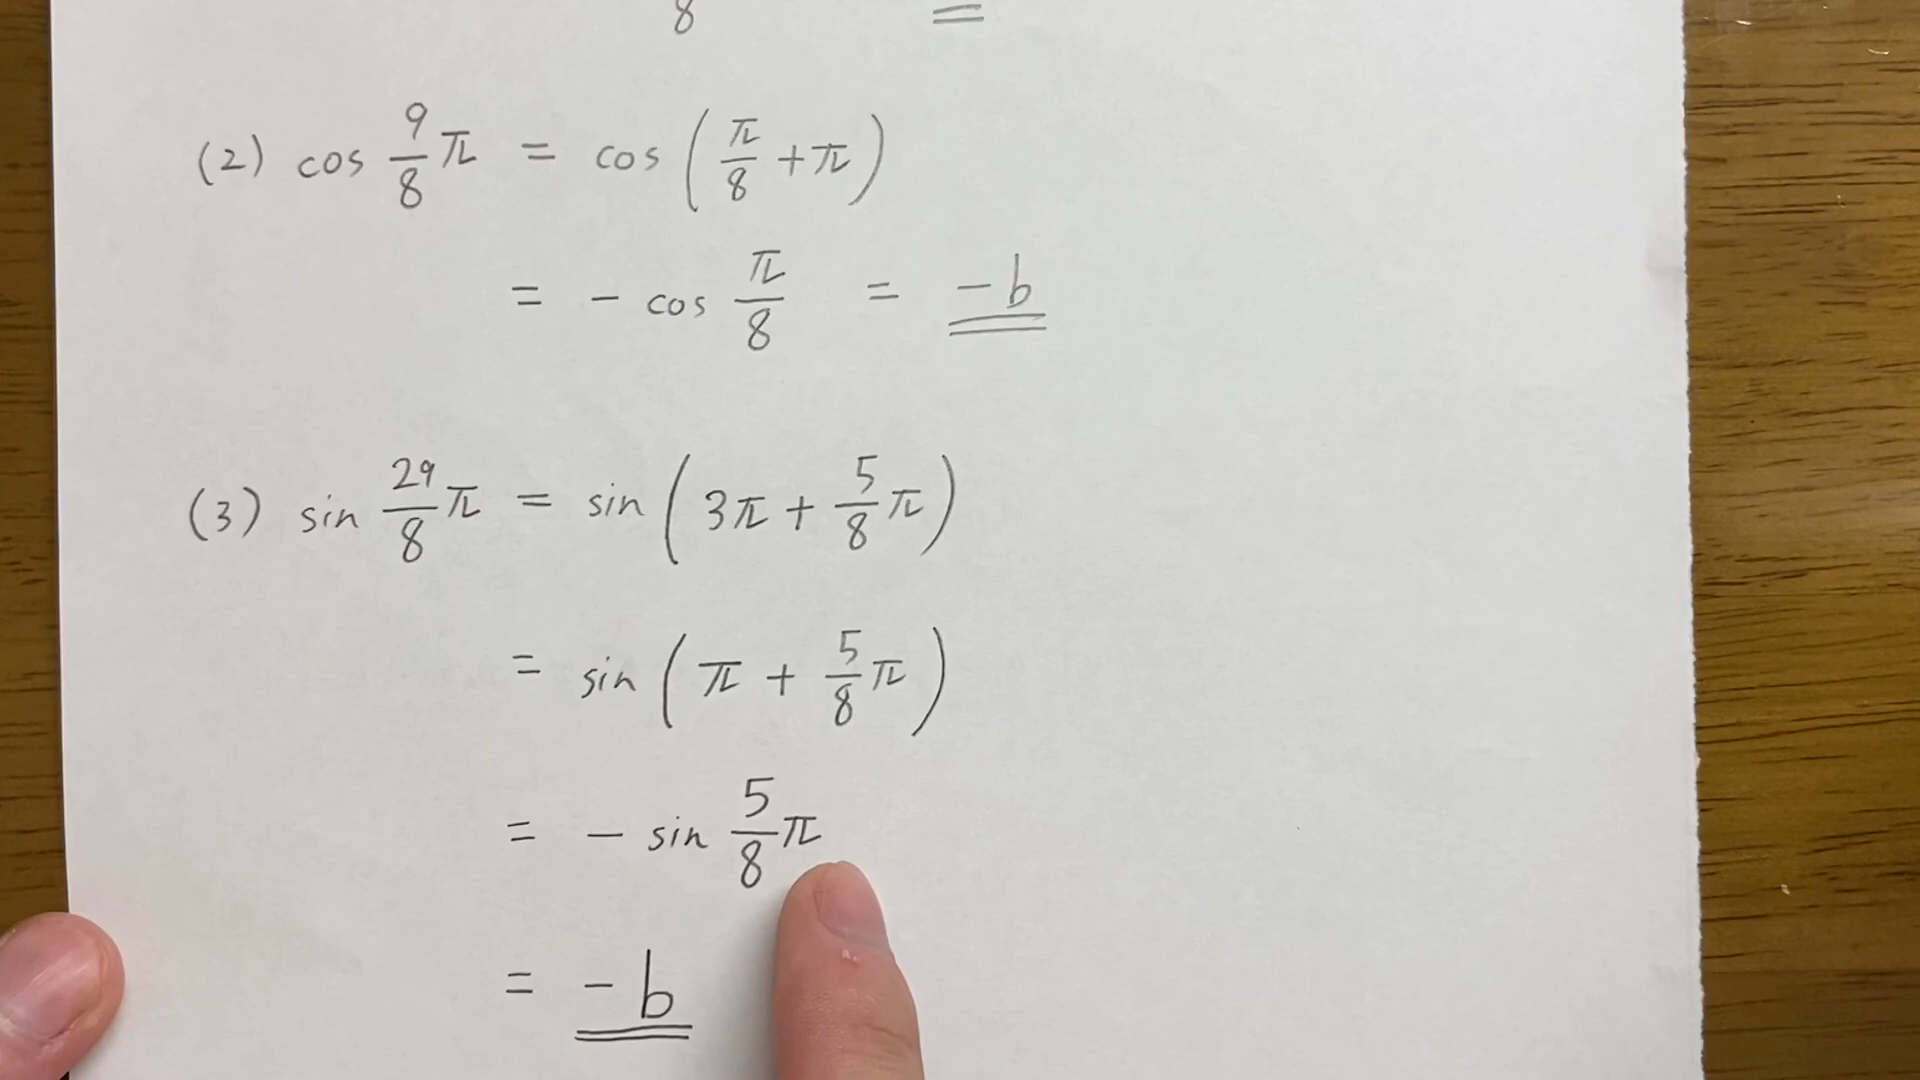 8 =
(2) cos 9/8 π = cos (π/8 + π)
= - cos π/8 = -b
(3) sin 29/8 π = sin (3π + 5/8 π)
= sin (π + 5/8 π)
= - sin 5/8 π
= -b